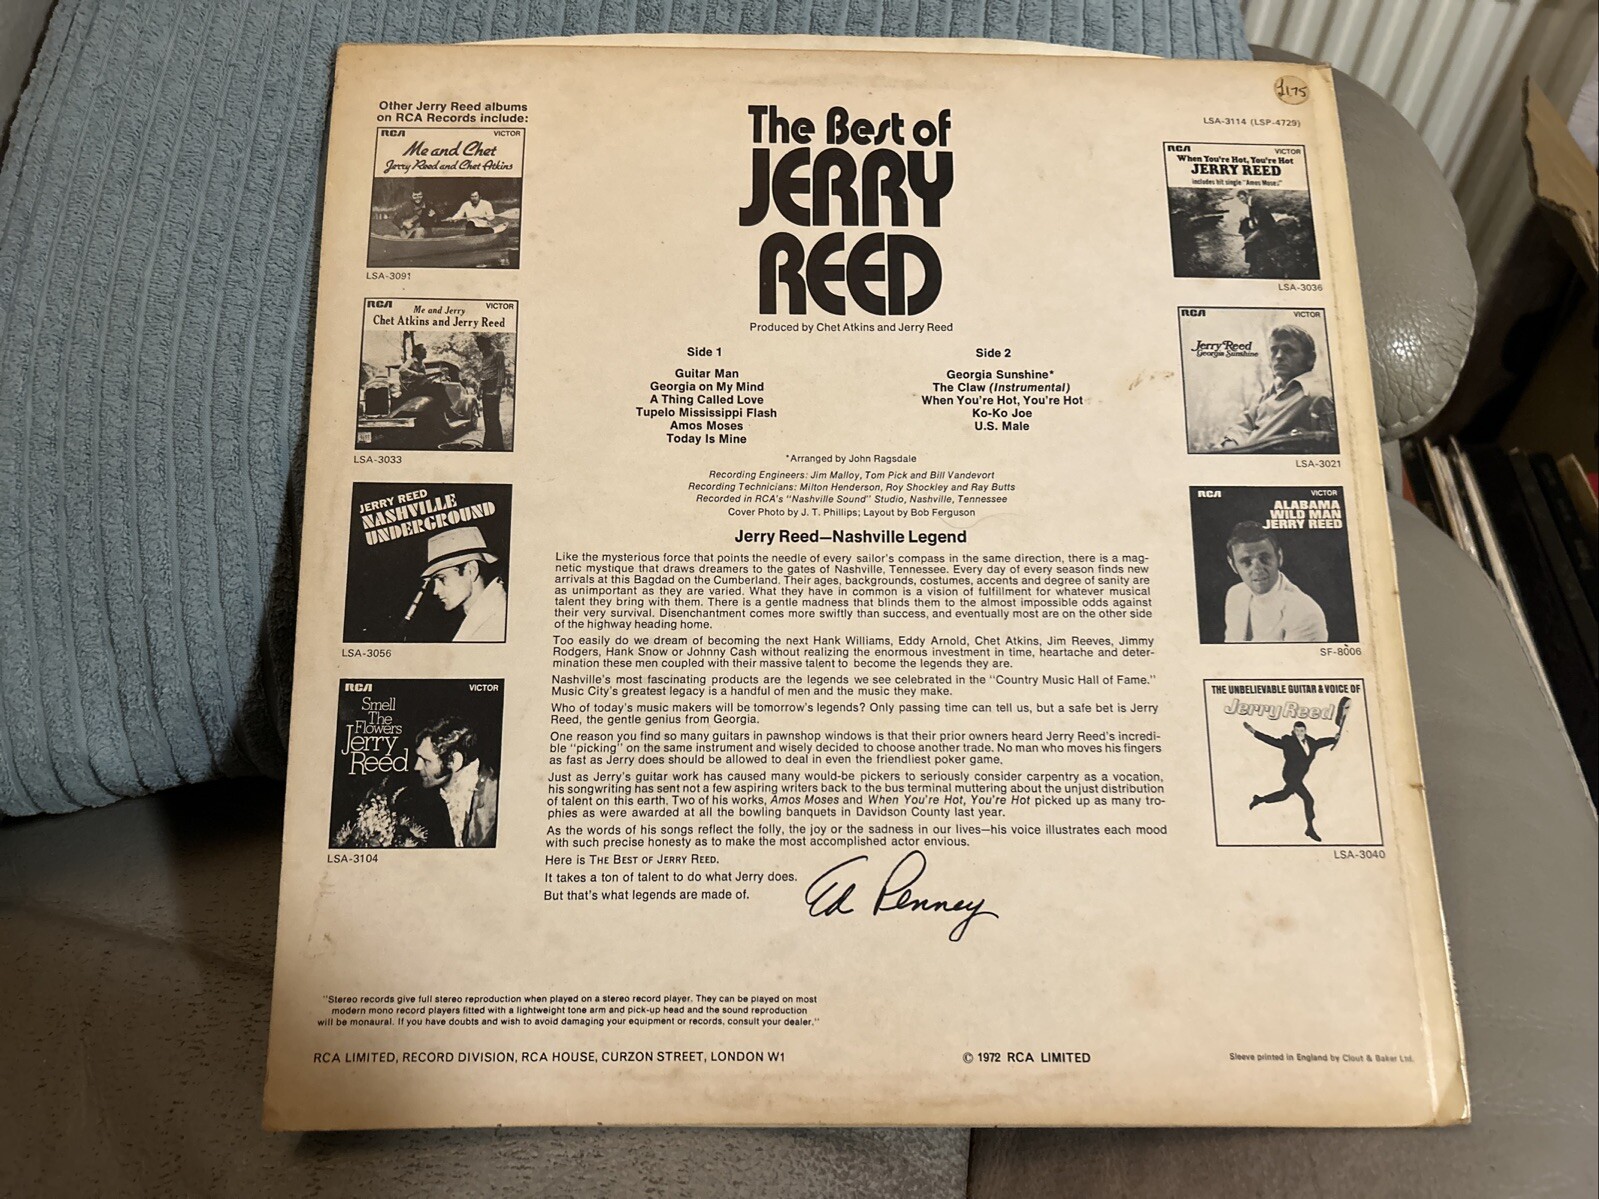 £1.75
LSA-3114 (LSP-4729)
Other Jerry Reed albums
on RCA Records include:
RCA VICTOR
Me and Chet
Jerry Reed and Chet Atkins
LSA-3091
RCA VICTOR
Me and Jerry
Chet Atkins and Jerry Reed
LSA-3033
JERRY REED
NASHVILLE
UNDERGROUND
LSA-3056
RCA VICTOR
Smell
The
Flowers
Jerry
Reed
LSA-3104
The Best of
JERRY
REED
Produced by Chet Atkins and Jerry Reed
Side 1
Guitar Man
Georgia on My Mind
A Thing Called Love
Tupelo Mississippi Flash
Amos Moses
Today Is Mine
Side 2
Georgia Sunshine*
The Claw (Instrumental)
When You're Hot, You're Hot
Ko-Ko Joe
U.S. Male
*Arranged by John Ragsdale
Recording Engineers: Jim Malloy, Tom Pick and Bill Vandevort
Recording Technicians: Milton Henderson, Roy Shockley and Ray Butts
Recorded in RCA's "Nashville Sound" Studio, Nashville, Tennessee
Cover Photo by J. T. Phillips; Layout by Bob Ferguson
Jerry Reed—Nashville Legend
Like the mysterious force that points the needle of every sailor's compass in the same direction, there is a mag-
netic mystique that draws dreamers to the gates of Nashville, Tennessee. Every day of every season finds new
arrivals at this Bagdad on the Cumberland. Their ages, backgrounds, costumes, accents and degree of sanity are
as unimportant as they are varied. What they have in common is a vision of fulfillment for whatever musical
talent they bring with them. There is a gentle madness that blinds them to the almost impossible odds against
their very survival. Disenchantment comes more swiftly than success, and eventually most are on the other side
of the highway heading home.
Too easily do we dream of becoming the next Hank Williams, Eddy Arnold, Chet Atkins, Jim Reeves, Jimmy
Rodgers, Hank Snow or Johnny Cash without realizing the enormous investment in time, heartache and deter-
mination these men coupled with their massive talent to become the legends they are.
Nashville's most fascinating products are the legends we see celebrated in the "Country Music Hall of Fame."
Music City's greatest legacy is a handful of men and the music they make.
Who of today's music makers will be tomorrow's legends? Only passing time can tell us, but a safe bet is Jerry
Reed, the gentle genius from Georgia.
One reason you find so many guitars in pawnshop windows is that their prior owners heard Jerry Reed's incredi-
ble "picking" on the same instrument and wisely decided to choose another trade. No man who moves his fingers
as fast as Jerry does should be allowed to deal in even the friendliest poker game.
Just as Jerry's guitar work has caused many would-be pickers to seriously consider carpentry as a vocation,
his songwriting has sent not a few aspiring writers back to the bus terminal muttering about the unjust distribution
of talent on this earth. Two of his works, Amos Moses and When You're Hot, You're Hot picked up as many tro-
phies as were awarded at all the bowling banquets in Davidson County last year.
As the words of his songs reflect the folly, the joy or the sadness in our lives—his voice illustrates each mood
with such precise honesty as to make the most accomplished actor envious.
Here is THE BEST OF JERRY REED.
It takes a ton of talent to do what Jerry does.
But that's what legends are made of.
Ed Penney
RCA VICTOR
When You're Hot, You're Hot
JERRY REED
includes hit single "Amos Moses"
LSA-3036
RCA VICTOR
Jerry Reed
Georgia Sunshine
LSA-3021
RCA VICTOR
ALABAMA
WILD MAN
JERRY REED
SF-8006
THE UNBELIEVABLE GUITAR & VOICE OF
Jerry Reed
LSA-3040
"Stereo records give full stereo reproduction when played on a stereo record player. They can be played on most
modern mono record players fitted with a lightweight tone arm and pick-up head and the sound reproduction
will be monaural. If you have doubts and wish to avoid damaging your equipment or records, consult your dealer."
RCA LIMITED, RECORD DIVISION, RCA HOUSE, CURZON STREET, LONDON W1
© 1972 RCA LIMITED
Sleeve printed in England by Clout & Baker Ltd.